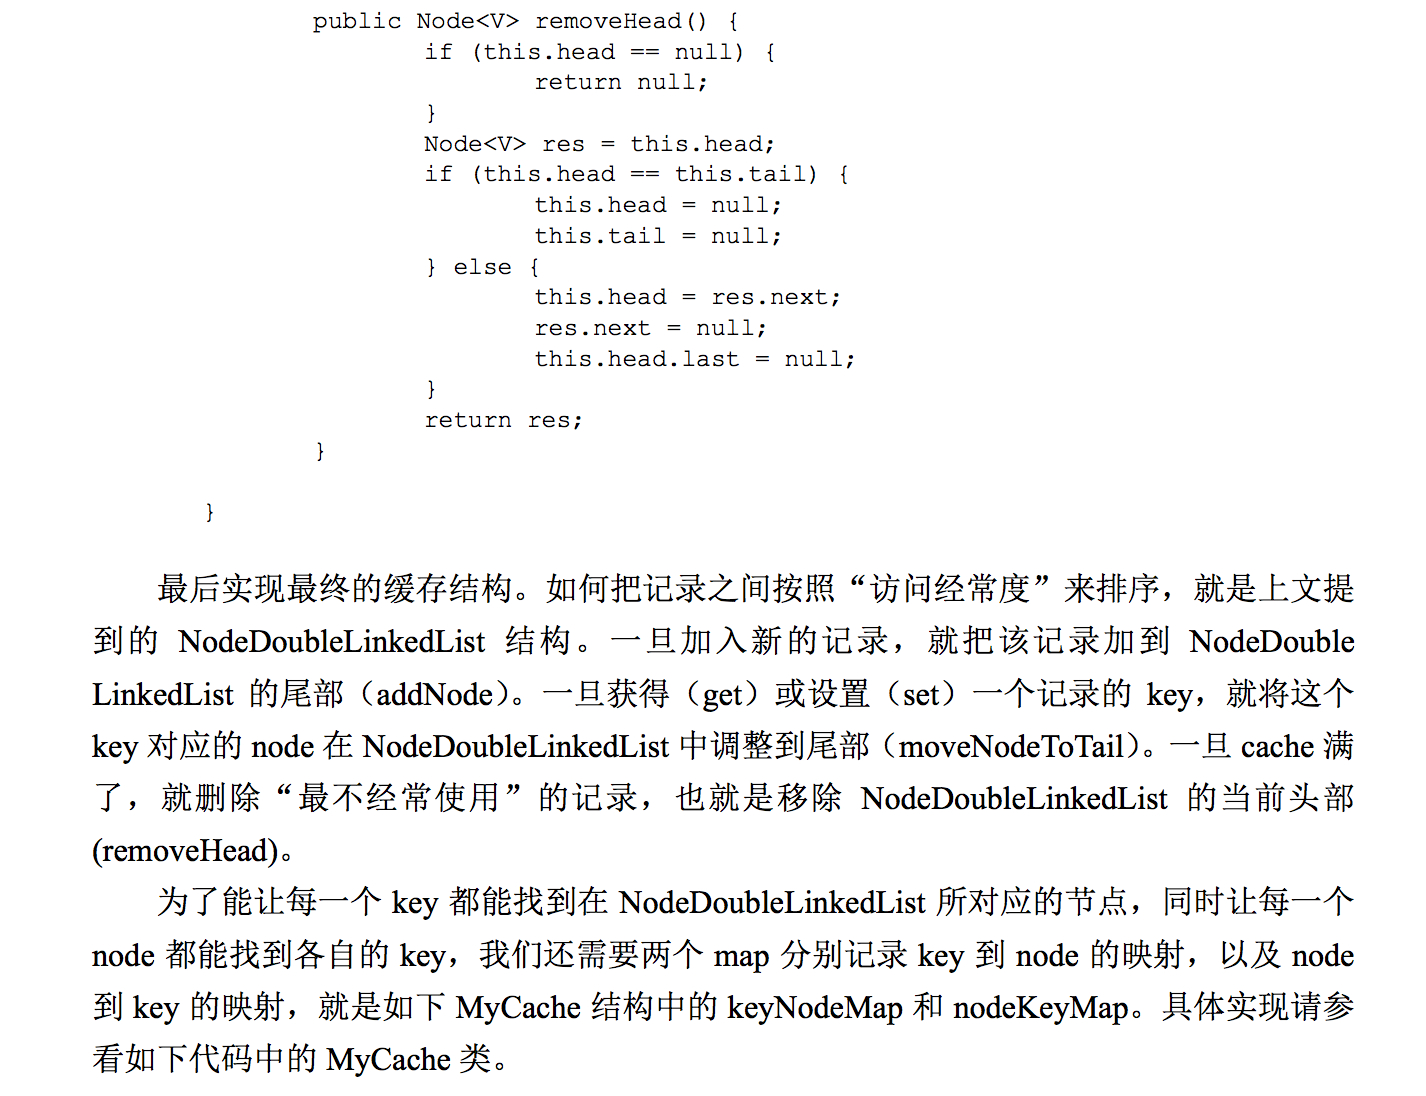 public Node<V> removeHead() {
if (this.head == null) {
return null;
}
Node<V> res = this.head;
if (this.head == this.tail) {
this.head = null;
this.tail = null;
} else {
this.head = res.next;
res.next = null;
this.head.last = null;
}
return res;
}
}
最后实现最终的缓存结构。如何把记录之间按照“访问经常度”来排序，就是上文提
到的 NodeDoubleLinkedList 结构。一旦加入新的记录，就把该记录加到 NodeDouble
LinkedList 的尾部（addNode）。一旦获得（get）或设置（set）一个记录的 key，就将这个
key 对应的 node 在 NodeDoubleLinkedList 中调整到尾部（moveNodeToTail）。一旦 cache 满
了，就删除“最不经常使用”的记录，也就是移除 NodeDoubleLinkedList 的当前头部
(removeHead)。
为了能让每一个 key 都能找到在 NodeDoubleLinkedList 所对应的节点，同时让每一个
node 都能找到各自的 key，我们还需要两个 map 分别记录 key 到 node 的映射，以及 node
到 key 的映射，就是如下 MyCache 结构中的 keyNodeMap 和 nodeKeyMap。具体实现请参
看如下代码中的 MyCache 类。